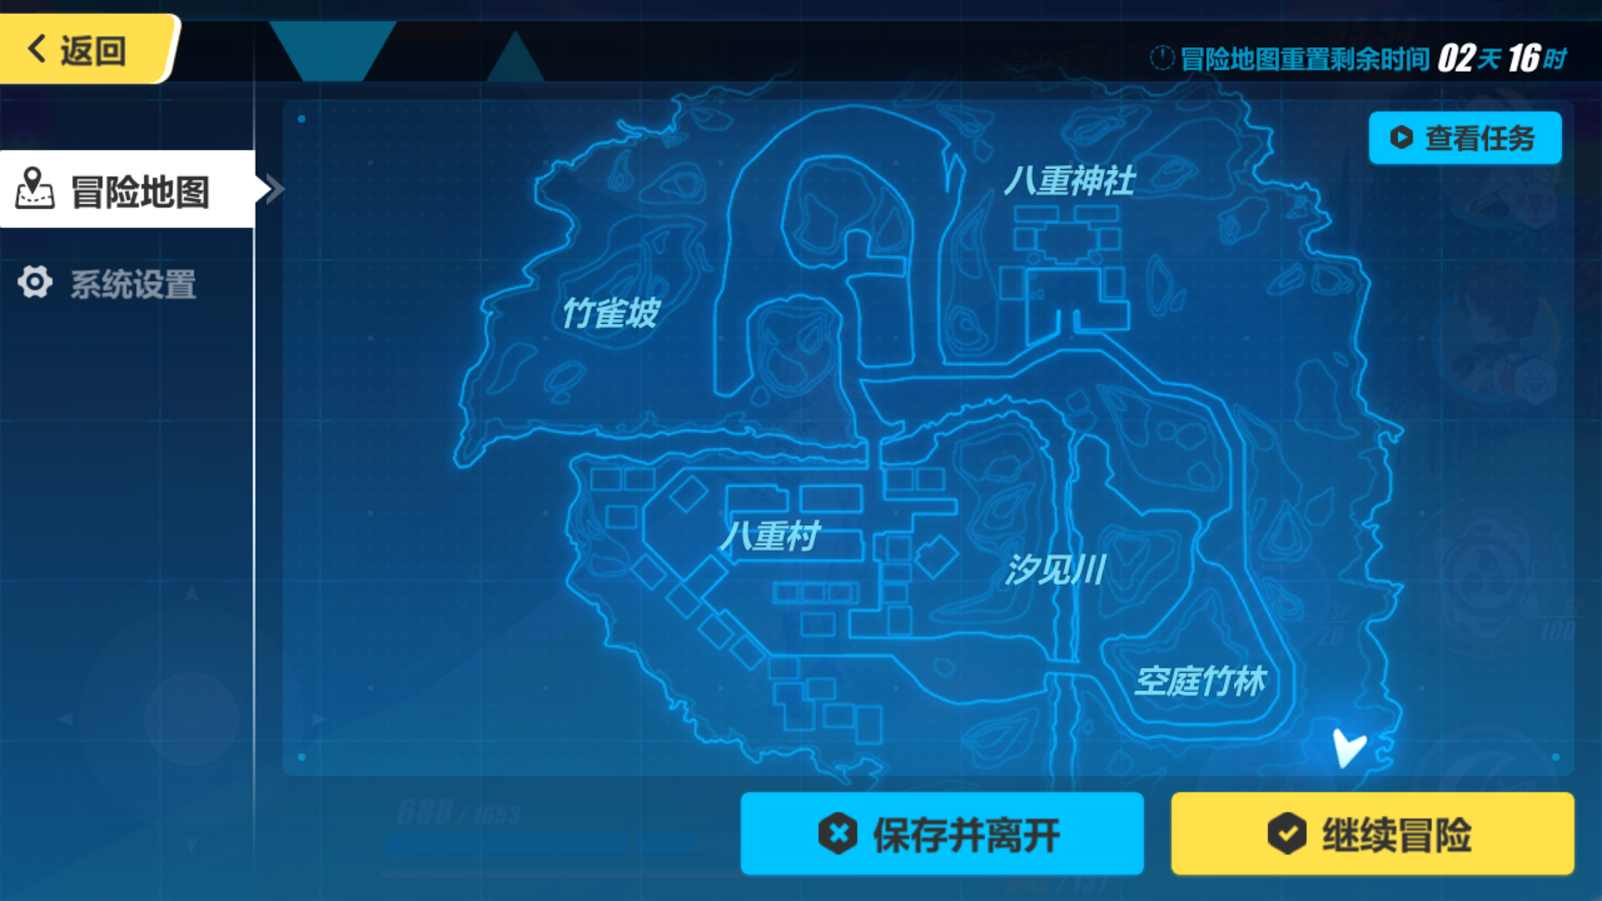 返回
冒险地图重置剩余时间 02天16时
查看任务
冒险地图
系统设置
八重神社
竹雀坡
八重村
汐见川
空庭竹林
688 / 1653
保存并离开
继续冒险